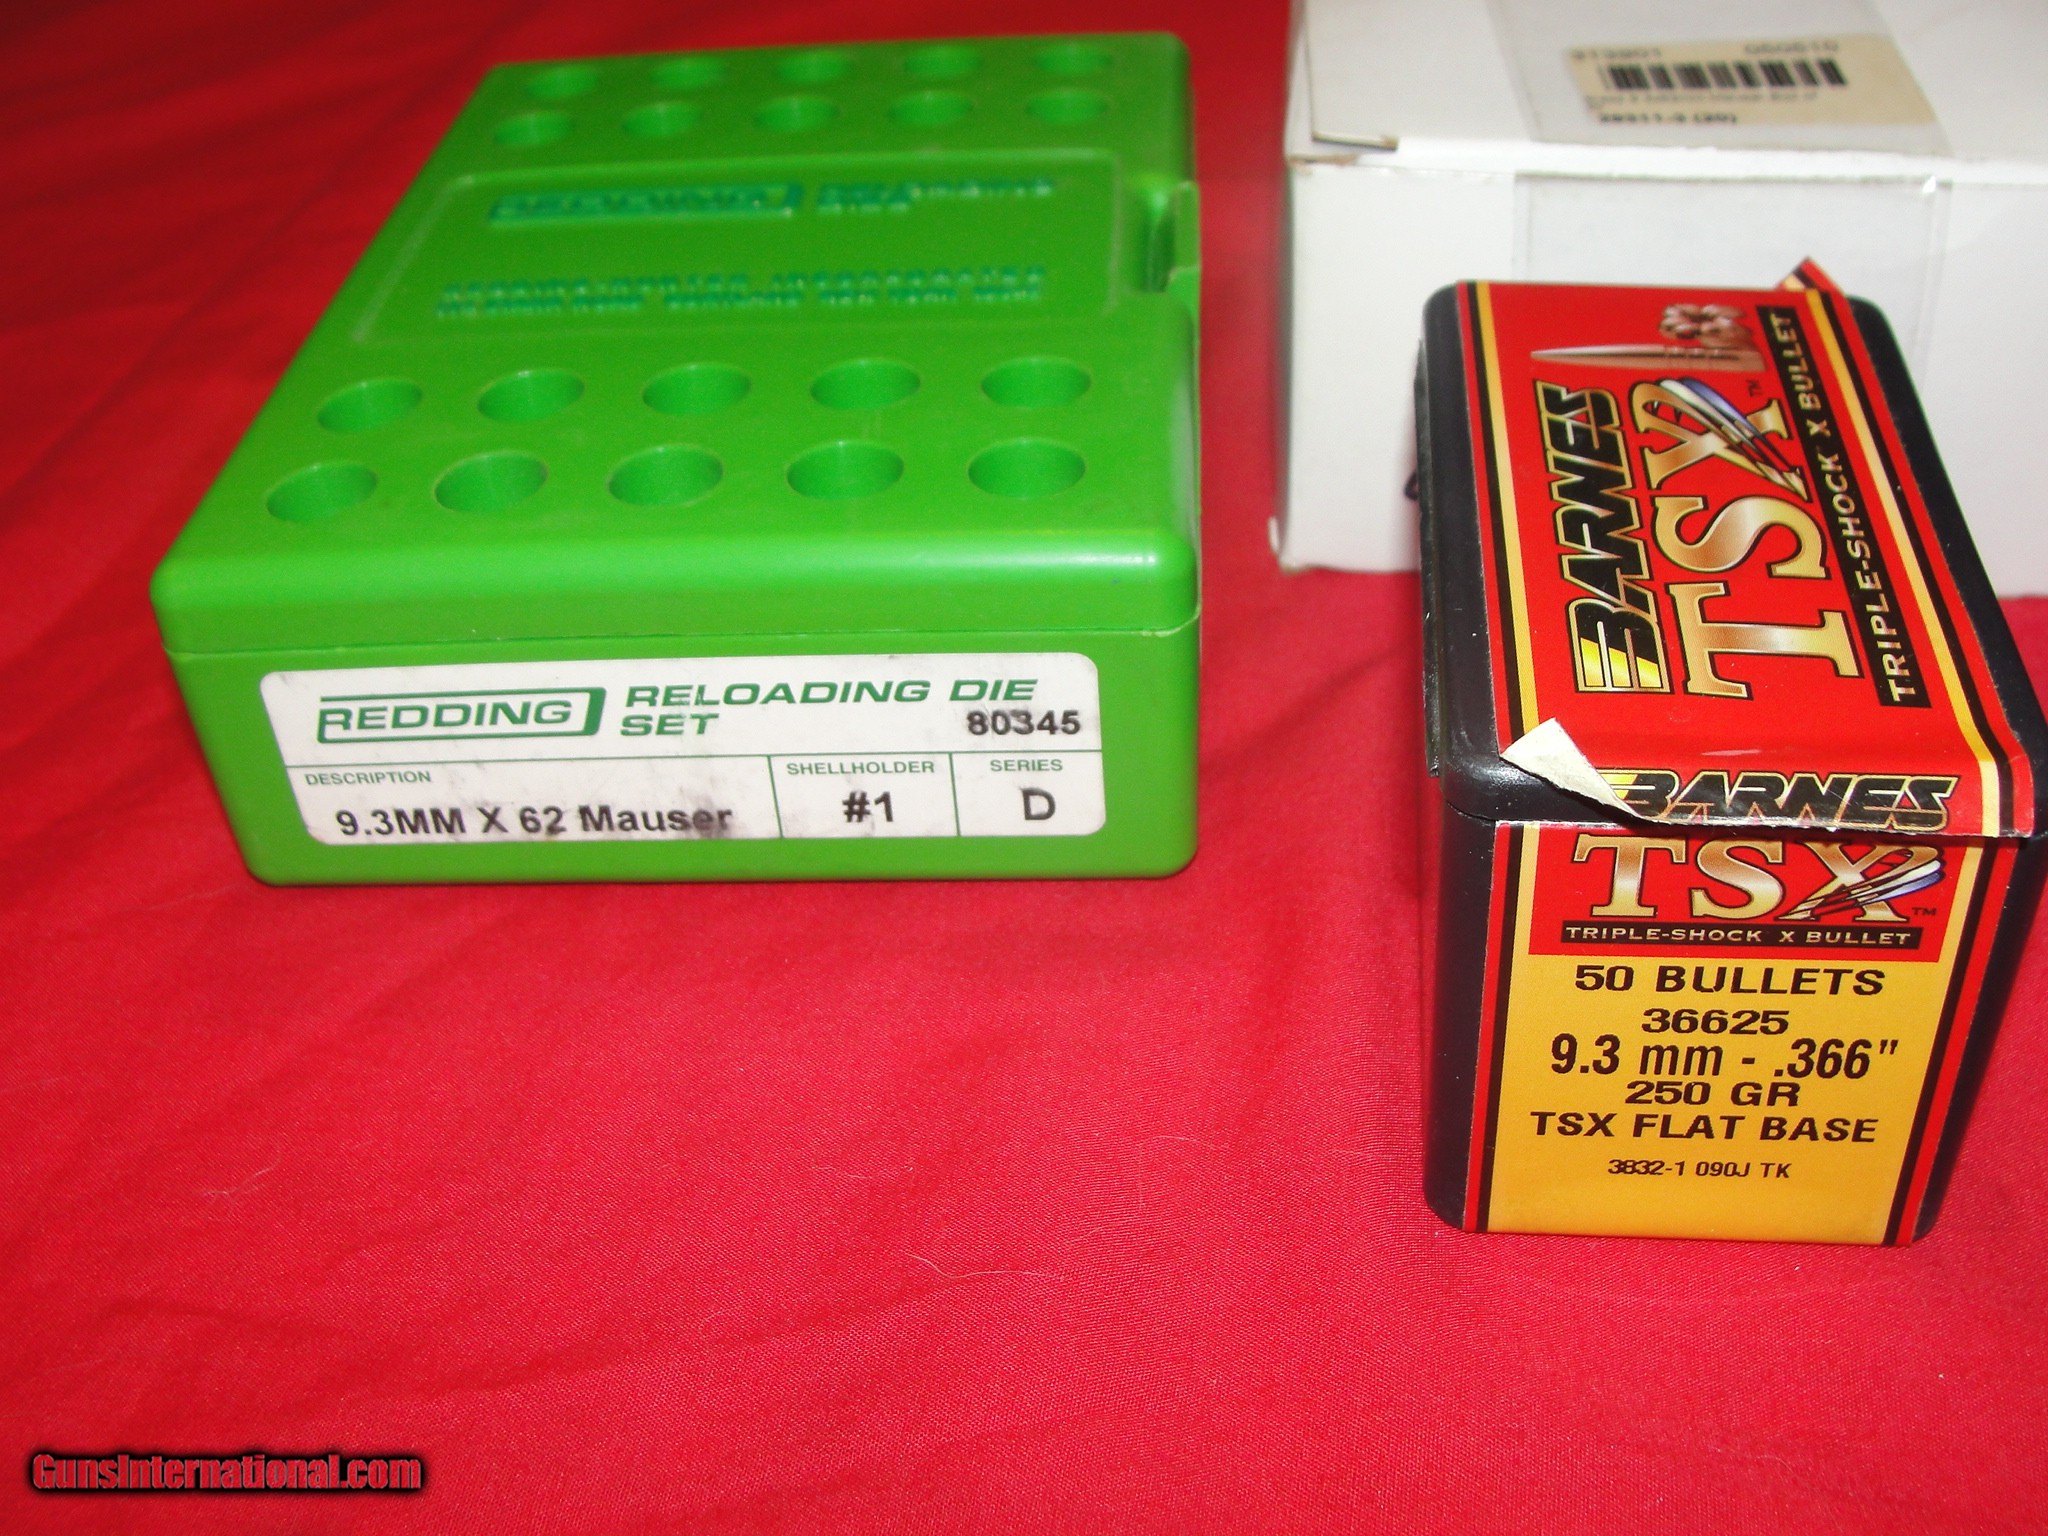 REDDING RELOADING DIE SET
80345
DESCRIPTION
9.3MM X 62 Mauser
SHELLHOLDER
#1
SERIES
D
BARNES
TSX™
TRIPLE-SHOCK X BULLET
BARNES
TSX™
TRIPLE-SHOCK X BULLET
50 BULLETS
36625
9.3 mm - .366"
250 GR
TSX FLAT BASE
3832-1 090J TK
GunsInternational.com